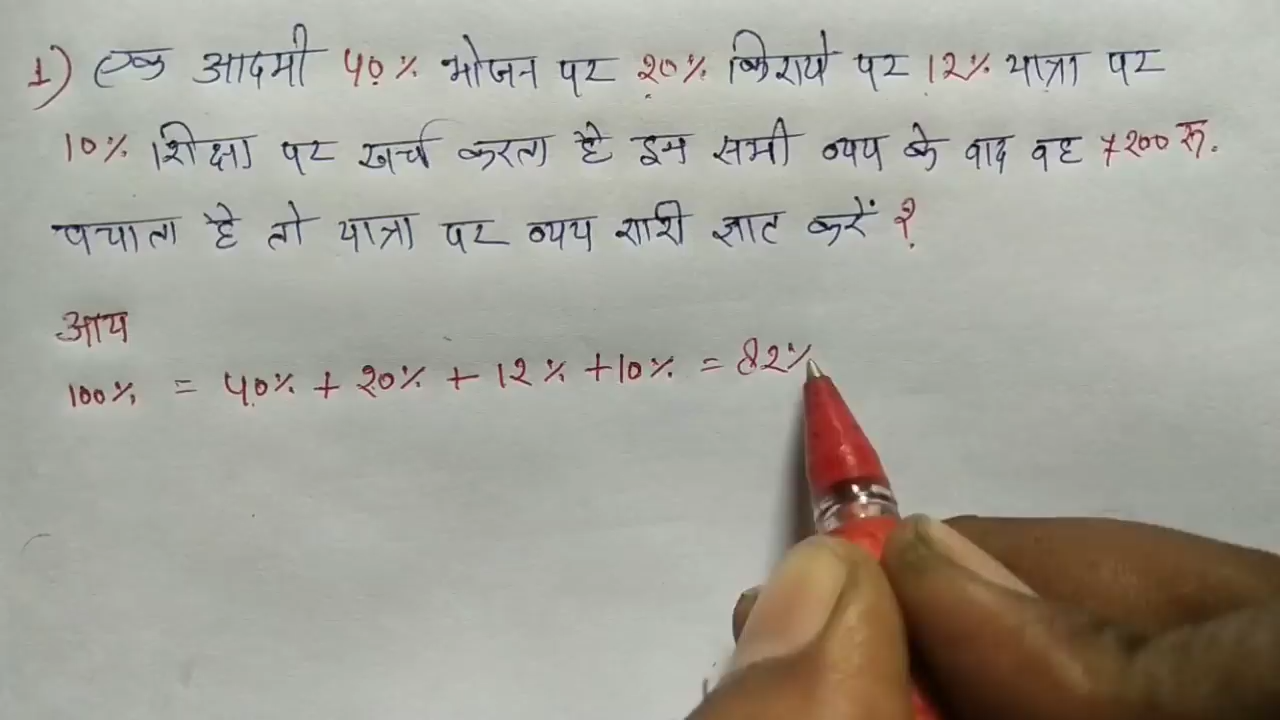 1) एक आदमी 40% भोजन पर 20% किराये पर 12% यात्रा पर
10% शिक्षा पर खर्च करता है इन सभी व्यय के बाद वह 7200 रू.
बचाता है तो यात्रा पर व्यय राशि ज्ञात करें ?
आय
100% = 40% + 20% + 12% + 10% = 82%